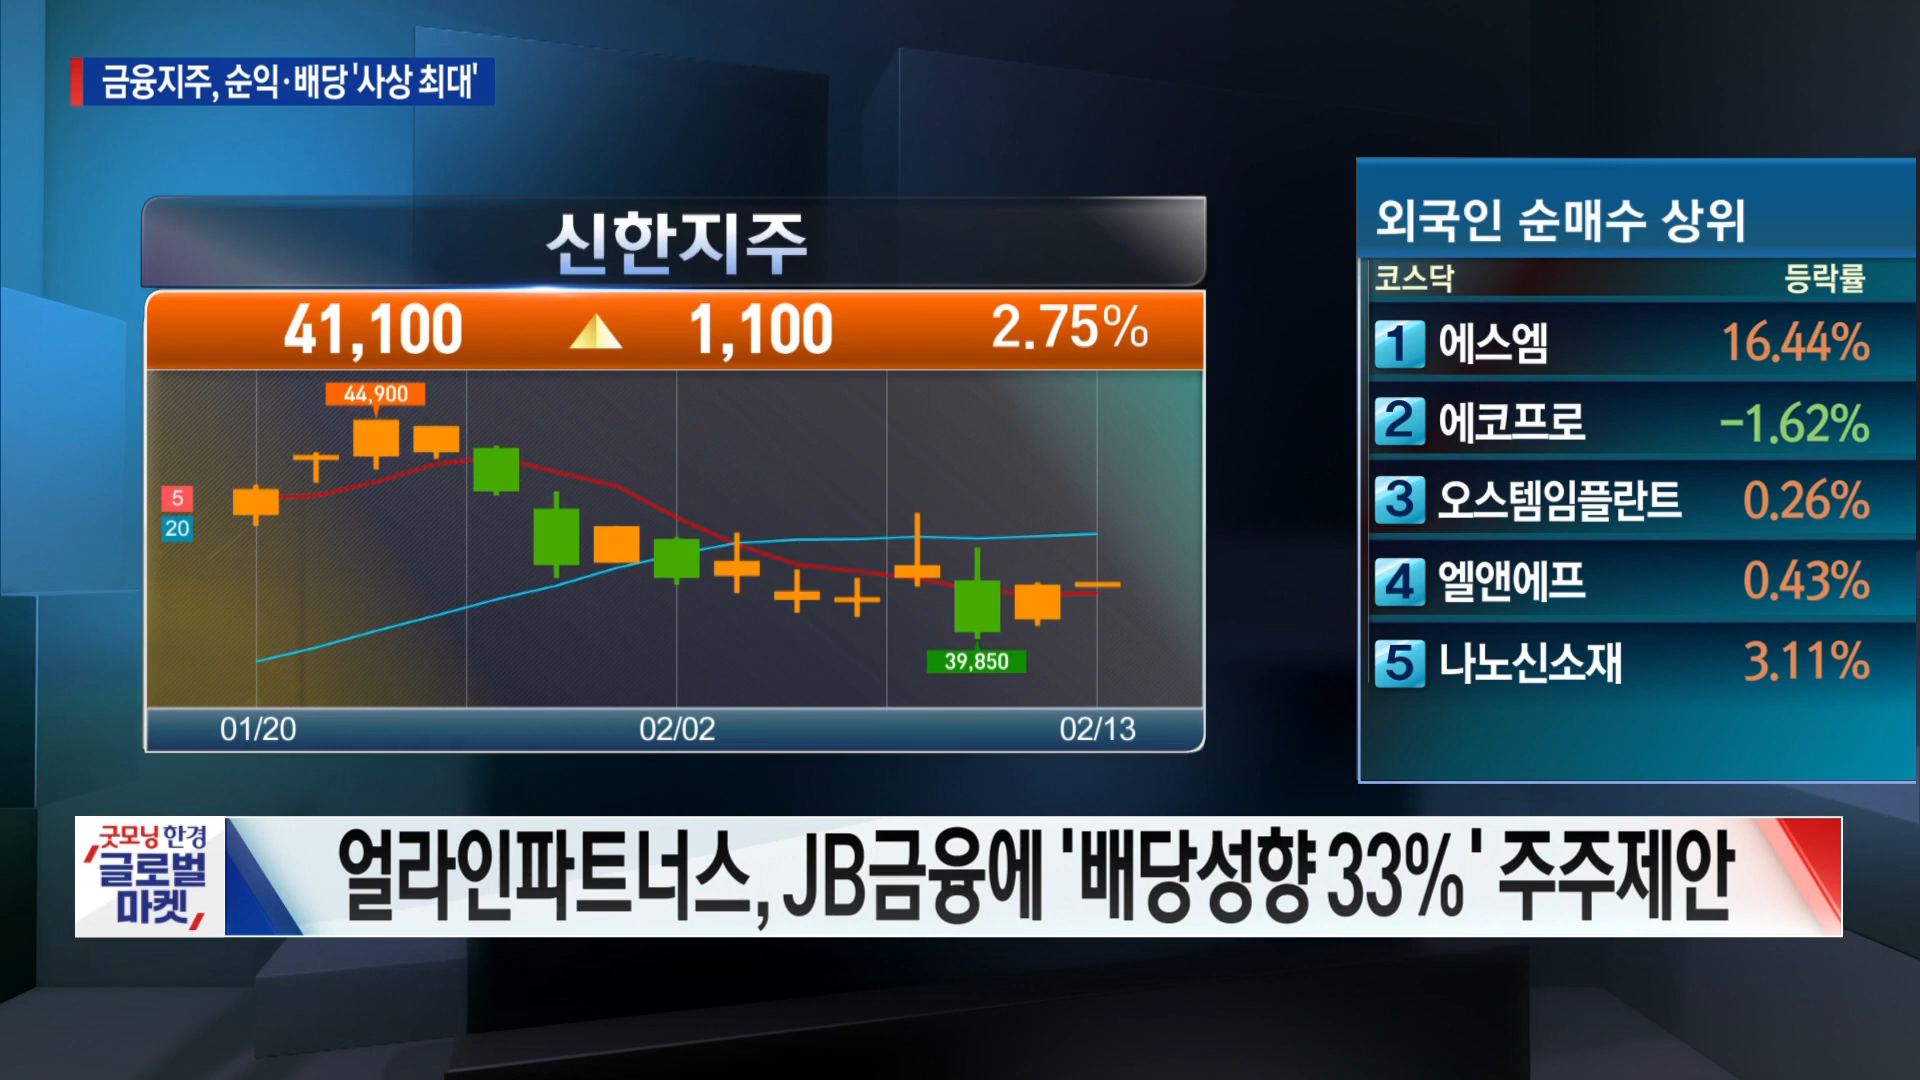 금융지주, 순익·배당 '사상 최대'
신한지주
41,100 ▲ 1,100 2.75%
44,900
5
20
39,850
01/20 02/02 02/13
외국인 순매수 상위
코스닥 등락률
1 에스엠 16.44%
2 에코프로 -1.62%
3 오스템임플란트 0.26%
4 엘앤에프 0.43%
5 나노신소재 3.11%
굿모닝 한경
글로벌
마켓
얼라인파트너스, JB금융에 '배당성향 33%' 주주제안